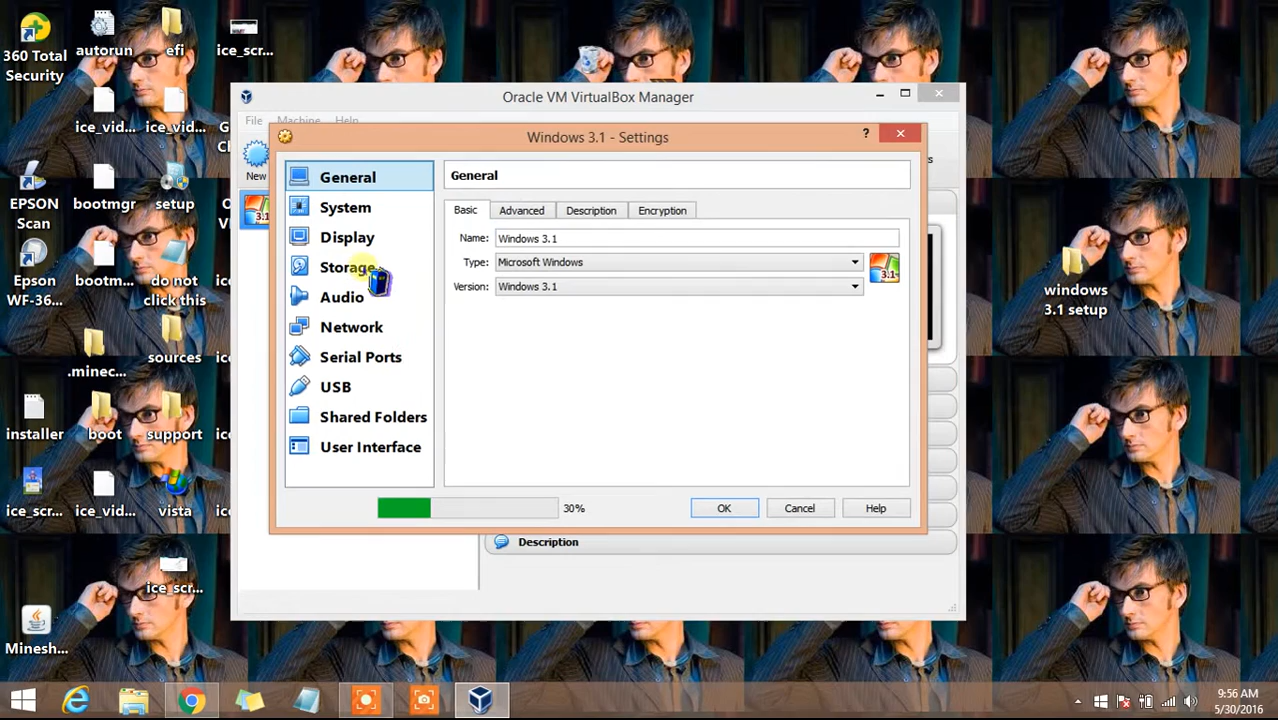 360 Total
Security
autorun
efi
ice_scr...
ice_vid...
ice_vid...
EPSON
Scan
bootmgr
setup
Epson
WF-36...
bootm...
do not
click this
.minec...
sources
installer
boot
support
ice_scr...
ice_vid...
vista
ice_scr...
Minesh...
windows
3.1 setup
Oracle VM VirtualBox Manager
File
Machine
Help
New
3.1
Windows 3.1 - Settings
?
General
System
Display
Storage
Audio
Network
Serial Ports
USB
Shared Folders
User Interface
General
Basic
Advanced
Description
Encryption
Name:
Windows 3.1
Type:
Microsoft Windows
3.1
Version:
Windows 3.1
30%
OK
Cancel
Help
Description
9:56 AM
5/30/2016